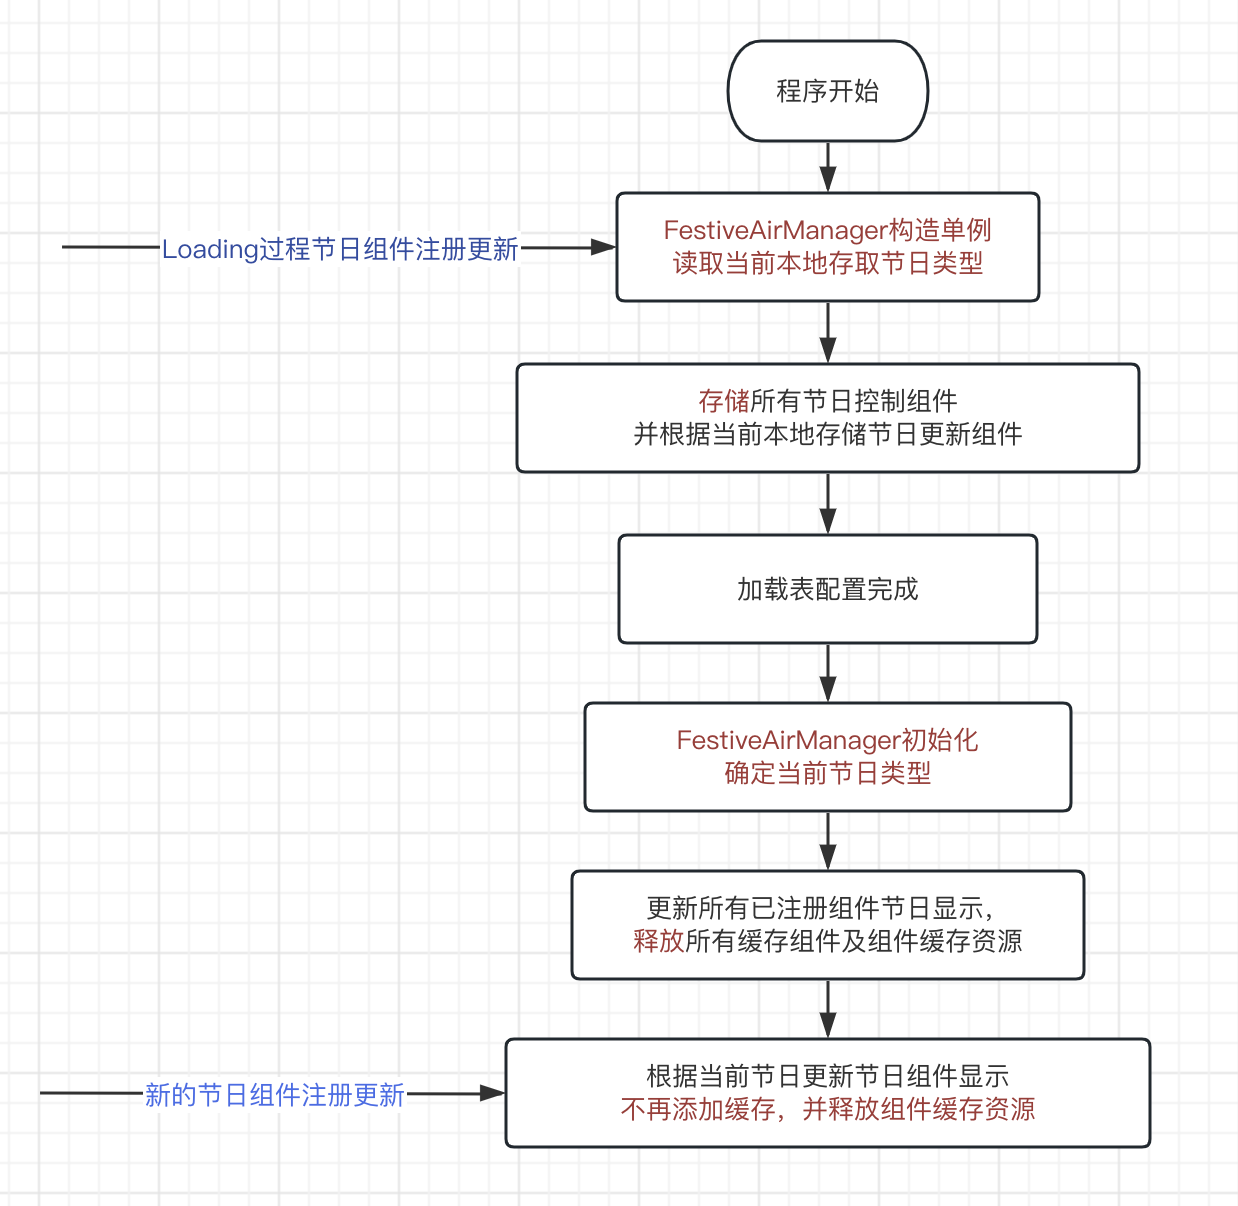 程序开始
Loading过程节日组件注册更新
FestiveAirManager构造单例
读取当前本地存取节日类型
存储所有节日控制组件
并根据当前本地存储节日更新组件
加载表配置完成
FestiveAirManager初始化
确定当前节日类型
更新所有已注册组件节日显示，
释放所有缓存组件及组件缓存资源
新的节日组件注册更新
根据当前节日更新节日组件显示
不再添加缓存，并释放组件缓存资源